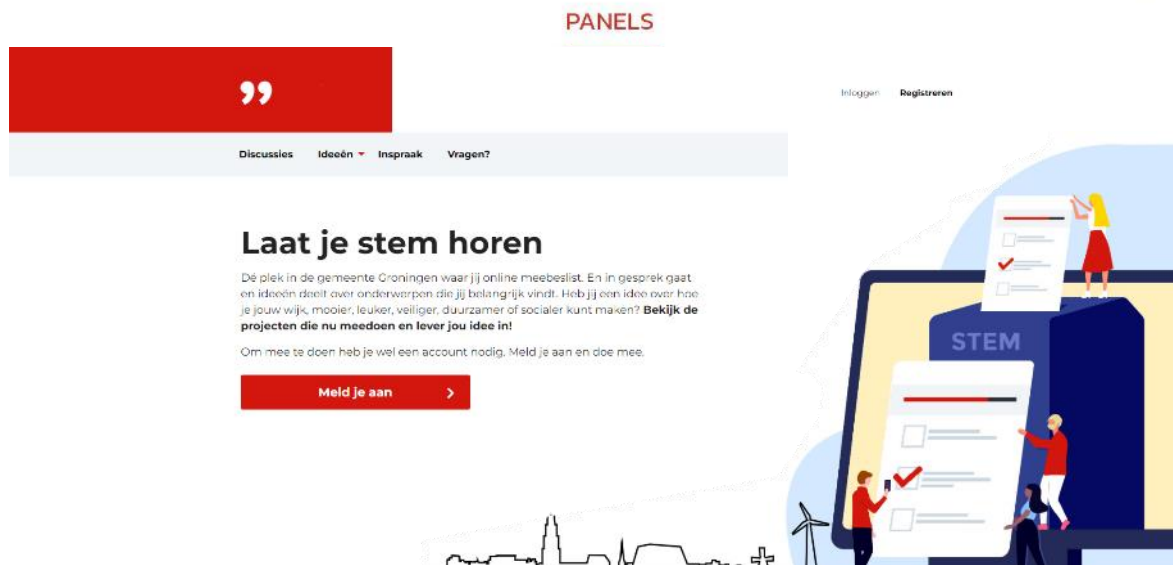 PANELS
Inloggen Registreren
Discussies Ideeën Inspraak Vragen?
Laat je stem horen
Dé plek in de gemeente Groningen waar jij online meebeslist. En in gesprek gaat
en ideeën deelt over onderwerpen die jij belangrijk vindt. Heb jij een idee over hoe
je jouw wijk, mooier, leuker, veiliger, duurzamer of socialer kunt maken? Bekijk de
projecten die nu meedoen en lever jou idee in!
Om mee te doen heb je wel een account nodig. Meld je aan en doe mee.
Meld je aan
STEM